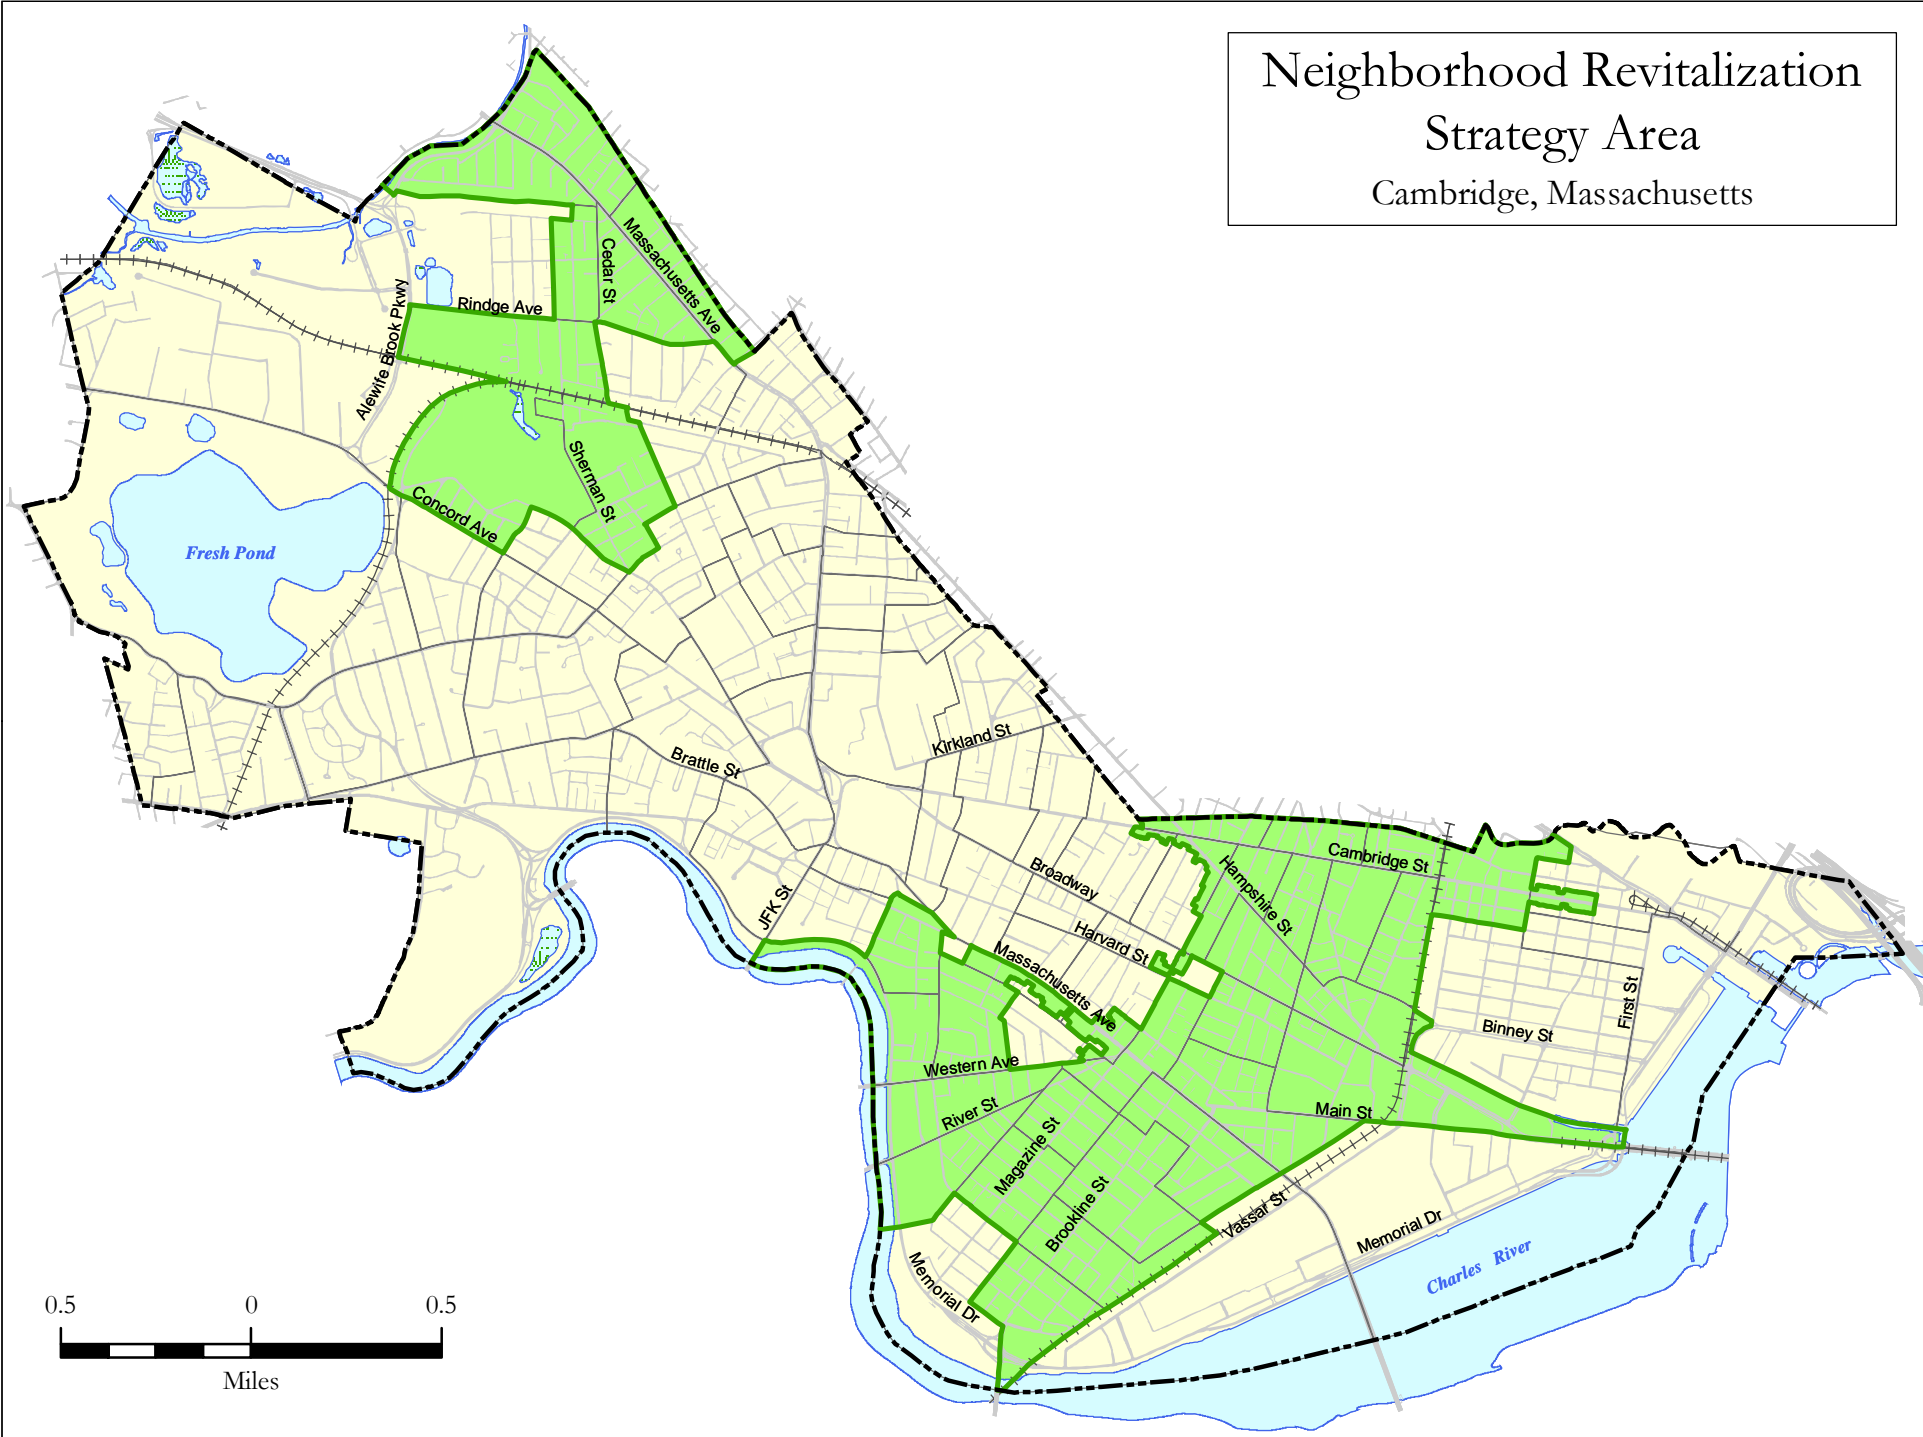 Neighborhood Revitalization
Strategy Area
Cambridge, Massachusetts
Massachusetts Ave
Cedar St
Rindge Ave
Alewife Brook Pkwy
Sherman St
Concord Ave
Fresh Pond
Kirkland St
Brattle St
Broadway
Hampshire St
Cambridge St
JFK St
Harvard St
Massachusetts Ave
First St
Binney St
Western Ave
River St
Main St
Magazine St
Brookline St
Vassar St
Memorial Dr
Memorial Dr
Charles River
0.5 0 0.5
Miles